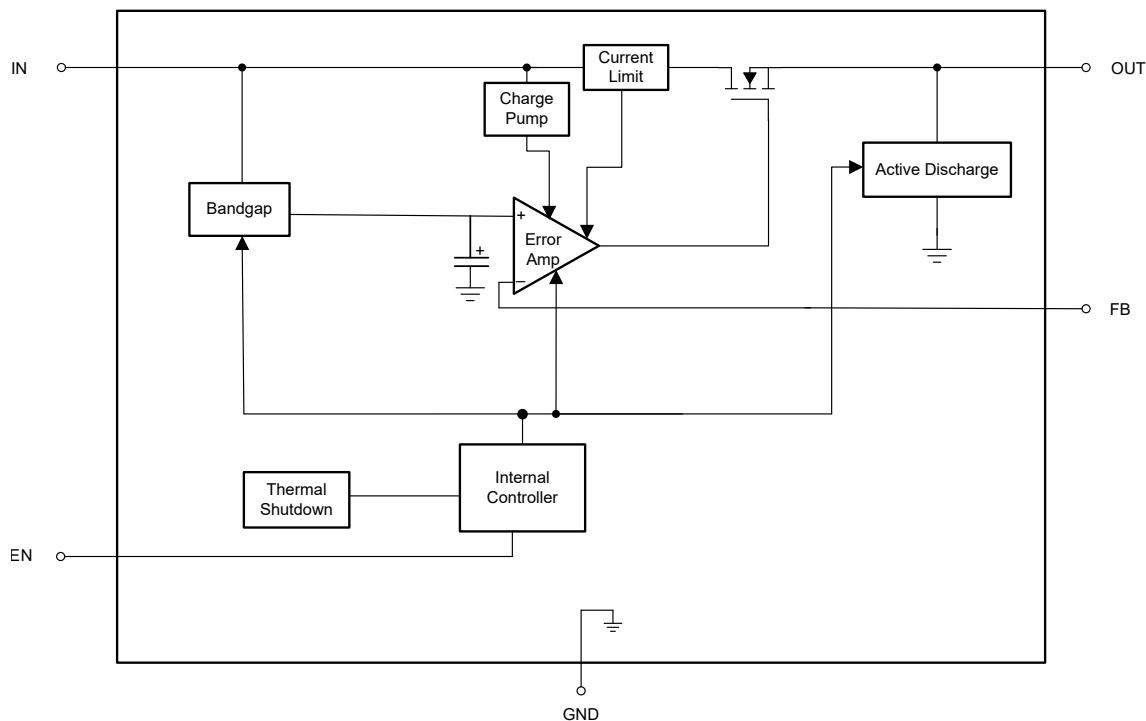 IN
Current
Limit
OUT
Charge
Pump
Active Discharge
Bandgap
+
Error
Amp
+
−
FB
Internal
Controller
Thermal
Shutdown
EN
GND